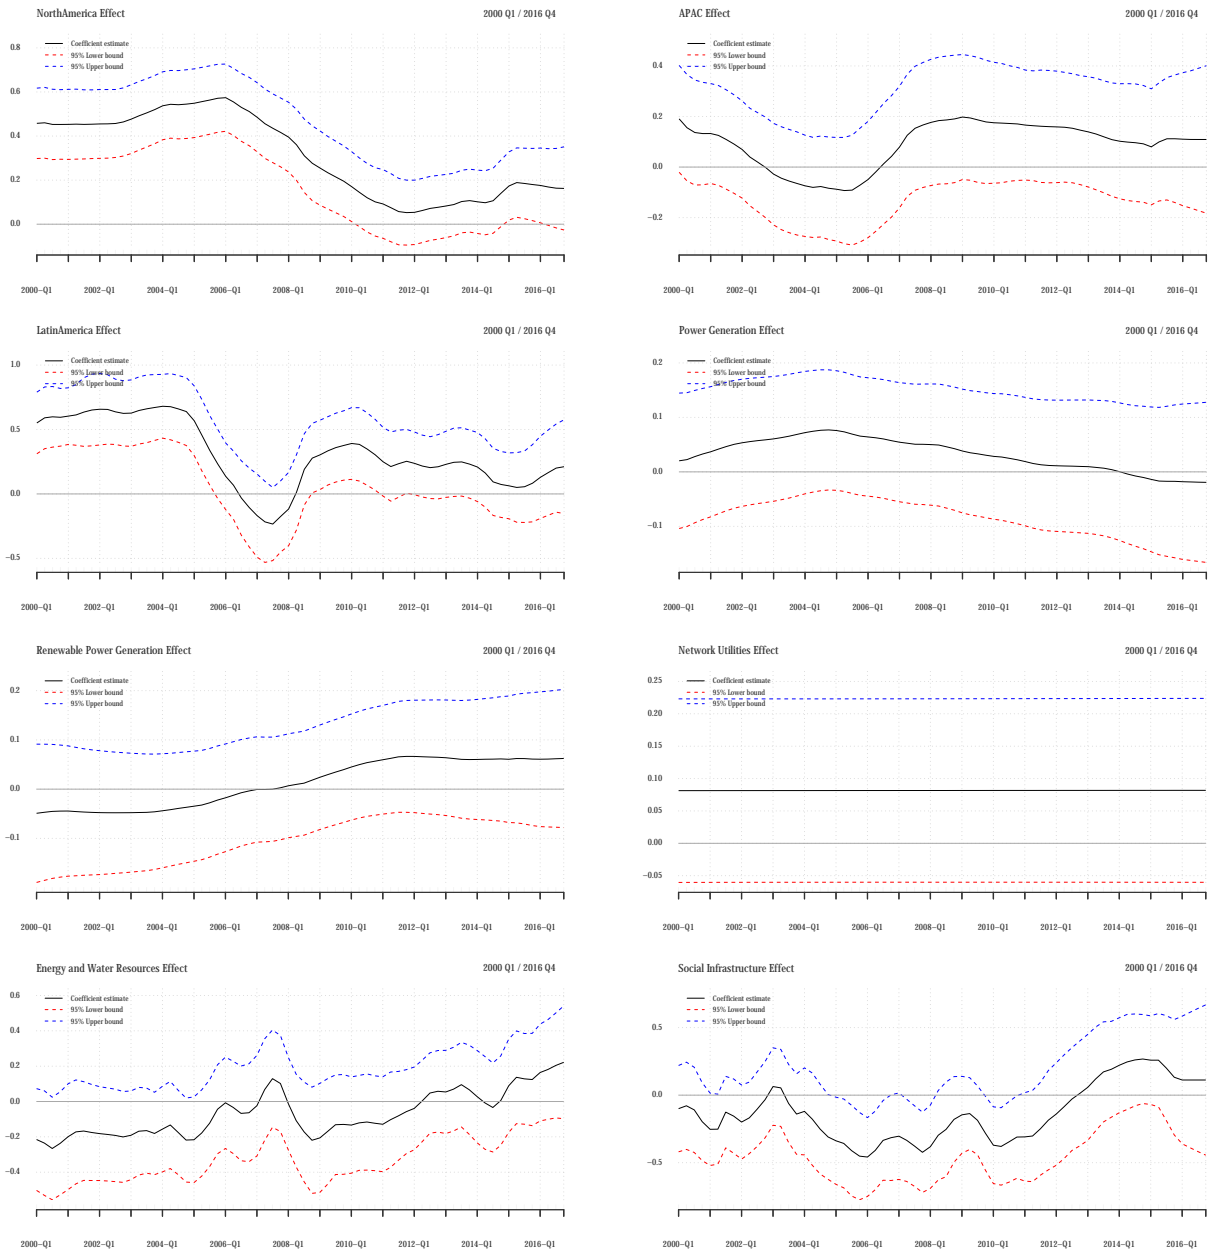 NorthAmerica Effect
2000 Q1 / 2016 Q4
Coefficient estimate
95% Lower bound
95% Upper bound
0.8
0.6
0.4
0.2
0.0
2000−Q1 2002−Q1 2004−Q1 2006−Q1 2008−Q1 2010−Q1 2012−Q1 2014−Q1 2016−Q1
APAC Effect
2000 Q1 / 2016 Q4
Coefficient estimate
95% Lower bound
95% Upper bound
0.4
0.2
0.0
−0.2
2000−Q1 2002−Q1 2004−Q1 2006−Q1 2008−Q1 2010−Q1 2012−Q1 2014−Q1 2016−Q1
LatinAmerica Effect
2000 Q1 / 2016 Q4
Coefficient estimate
95% Lower bound
95% Upper bound
1.0
0.5
0.0
−0.5
2000−Q1 2002−Q1 2004−Q1 2006−Q1 2008−Q1 2010−Q1 2012−Q1 2014−Q1 2016−Q1
Power Generation Effect
2000 Q1 / 2016 Q4
Coefficient estimate
95% Lower bound
95% Upper bound
0.2
0.1
0.0
−0.1
2000−Q1 2002−Q1 2004−Q1 2006−Q1 2008−Q1 2010−Q1 2012−Q1 2014−Q1 2016−Q1
Renewable Power Generation Effect
2000 Q1 / 2016 Q4
Coefficient estimate
95% Lower bound
95% Upper bound
0.2
0.1
0.0
−0.1
2000−Q1 2002−Q1 2004−Q1 2006−Q1 2008−Q1 2010−Q1 2012−Q1 2014−Q1 2016−Q1
Network Utilities Effect
2000 Q1 / 2016 Q4
Coefficient estimate
95% Lower bound
95% Upper bound
0.25
0.20
0.15
0.10
0.05
0.00
−0.05
2000−Q1 2002−Q1 2004−Q1 2006−Q1 2008−Q1 2010−Q1 2012−Q1 2014−Q1 2016−Q1
Energy and Water Resources Effect
2000 Q1 / 2016 Q4
Coefficient estimate
95% Lower bound
95% Upper bound
0.6
0.4
0.2
0.0
−0.2
−0.4
2000−Q1 2002−Q1 2004−Q1 2006−Q1 2008−Q1 2010−Q1 2012−Q1 2014−Q1 2016−Q1
Social Infrastructure Effect
2000 Q1 / 2016 Q4
Coefficient estimate
95% Lower bound
95% Upper bound
0.5
0.0
−0.5
2000−Q1 2002−Q1 2004−Q1 2006−Q1 2008−Q1 2010−Q1 2012−Q1 2014−Q1 2016−Q1